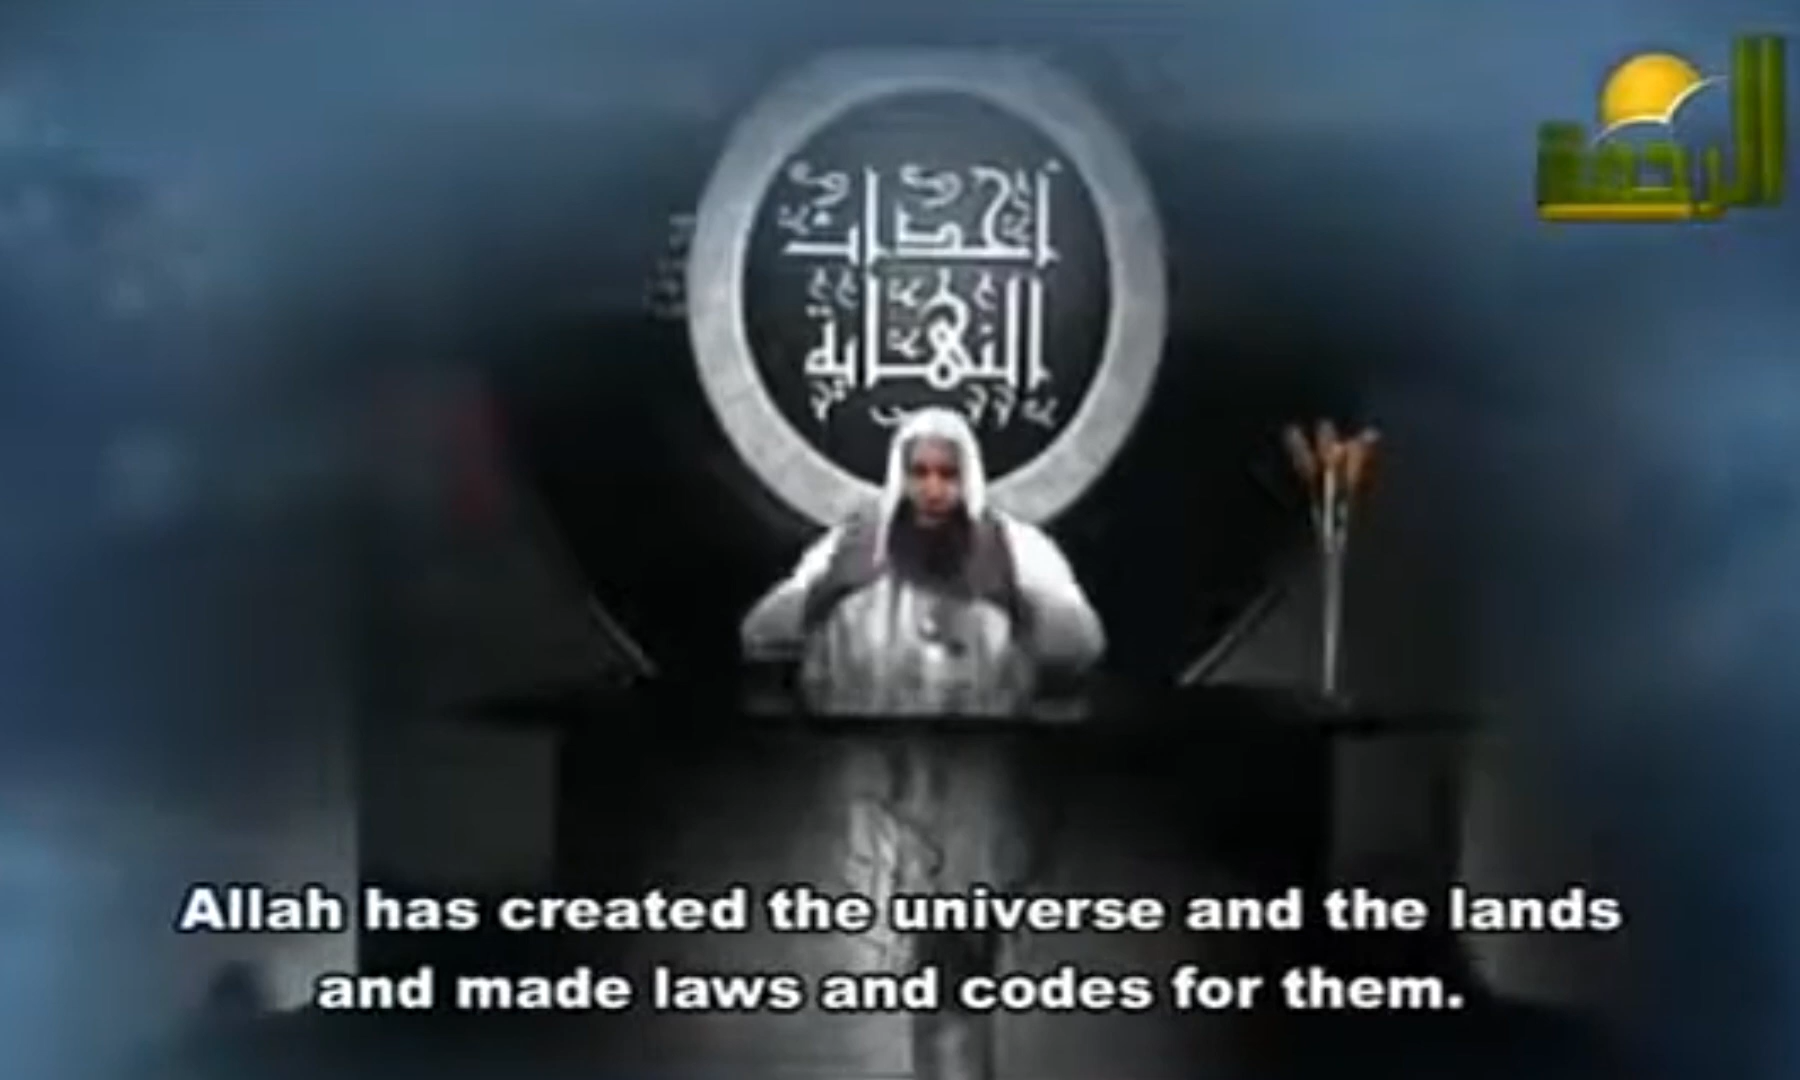 الرحمة
أحداث
النهاية
Allah has created the universe and the lands
and made laws and codes for them.